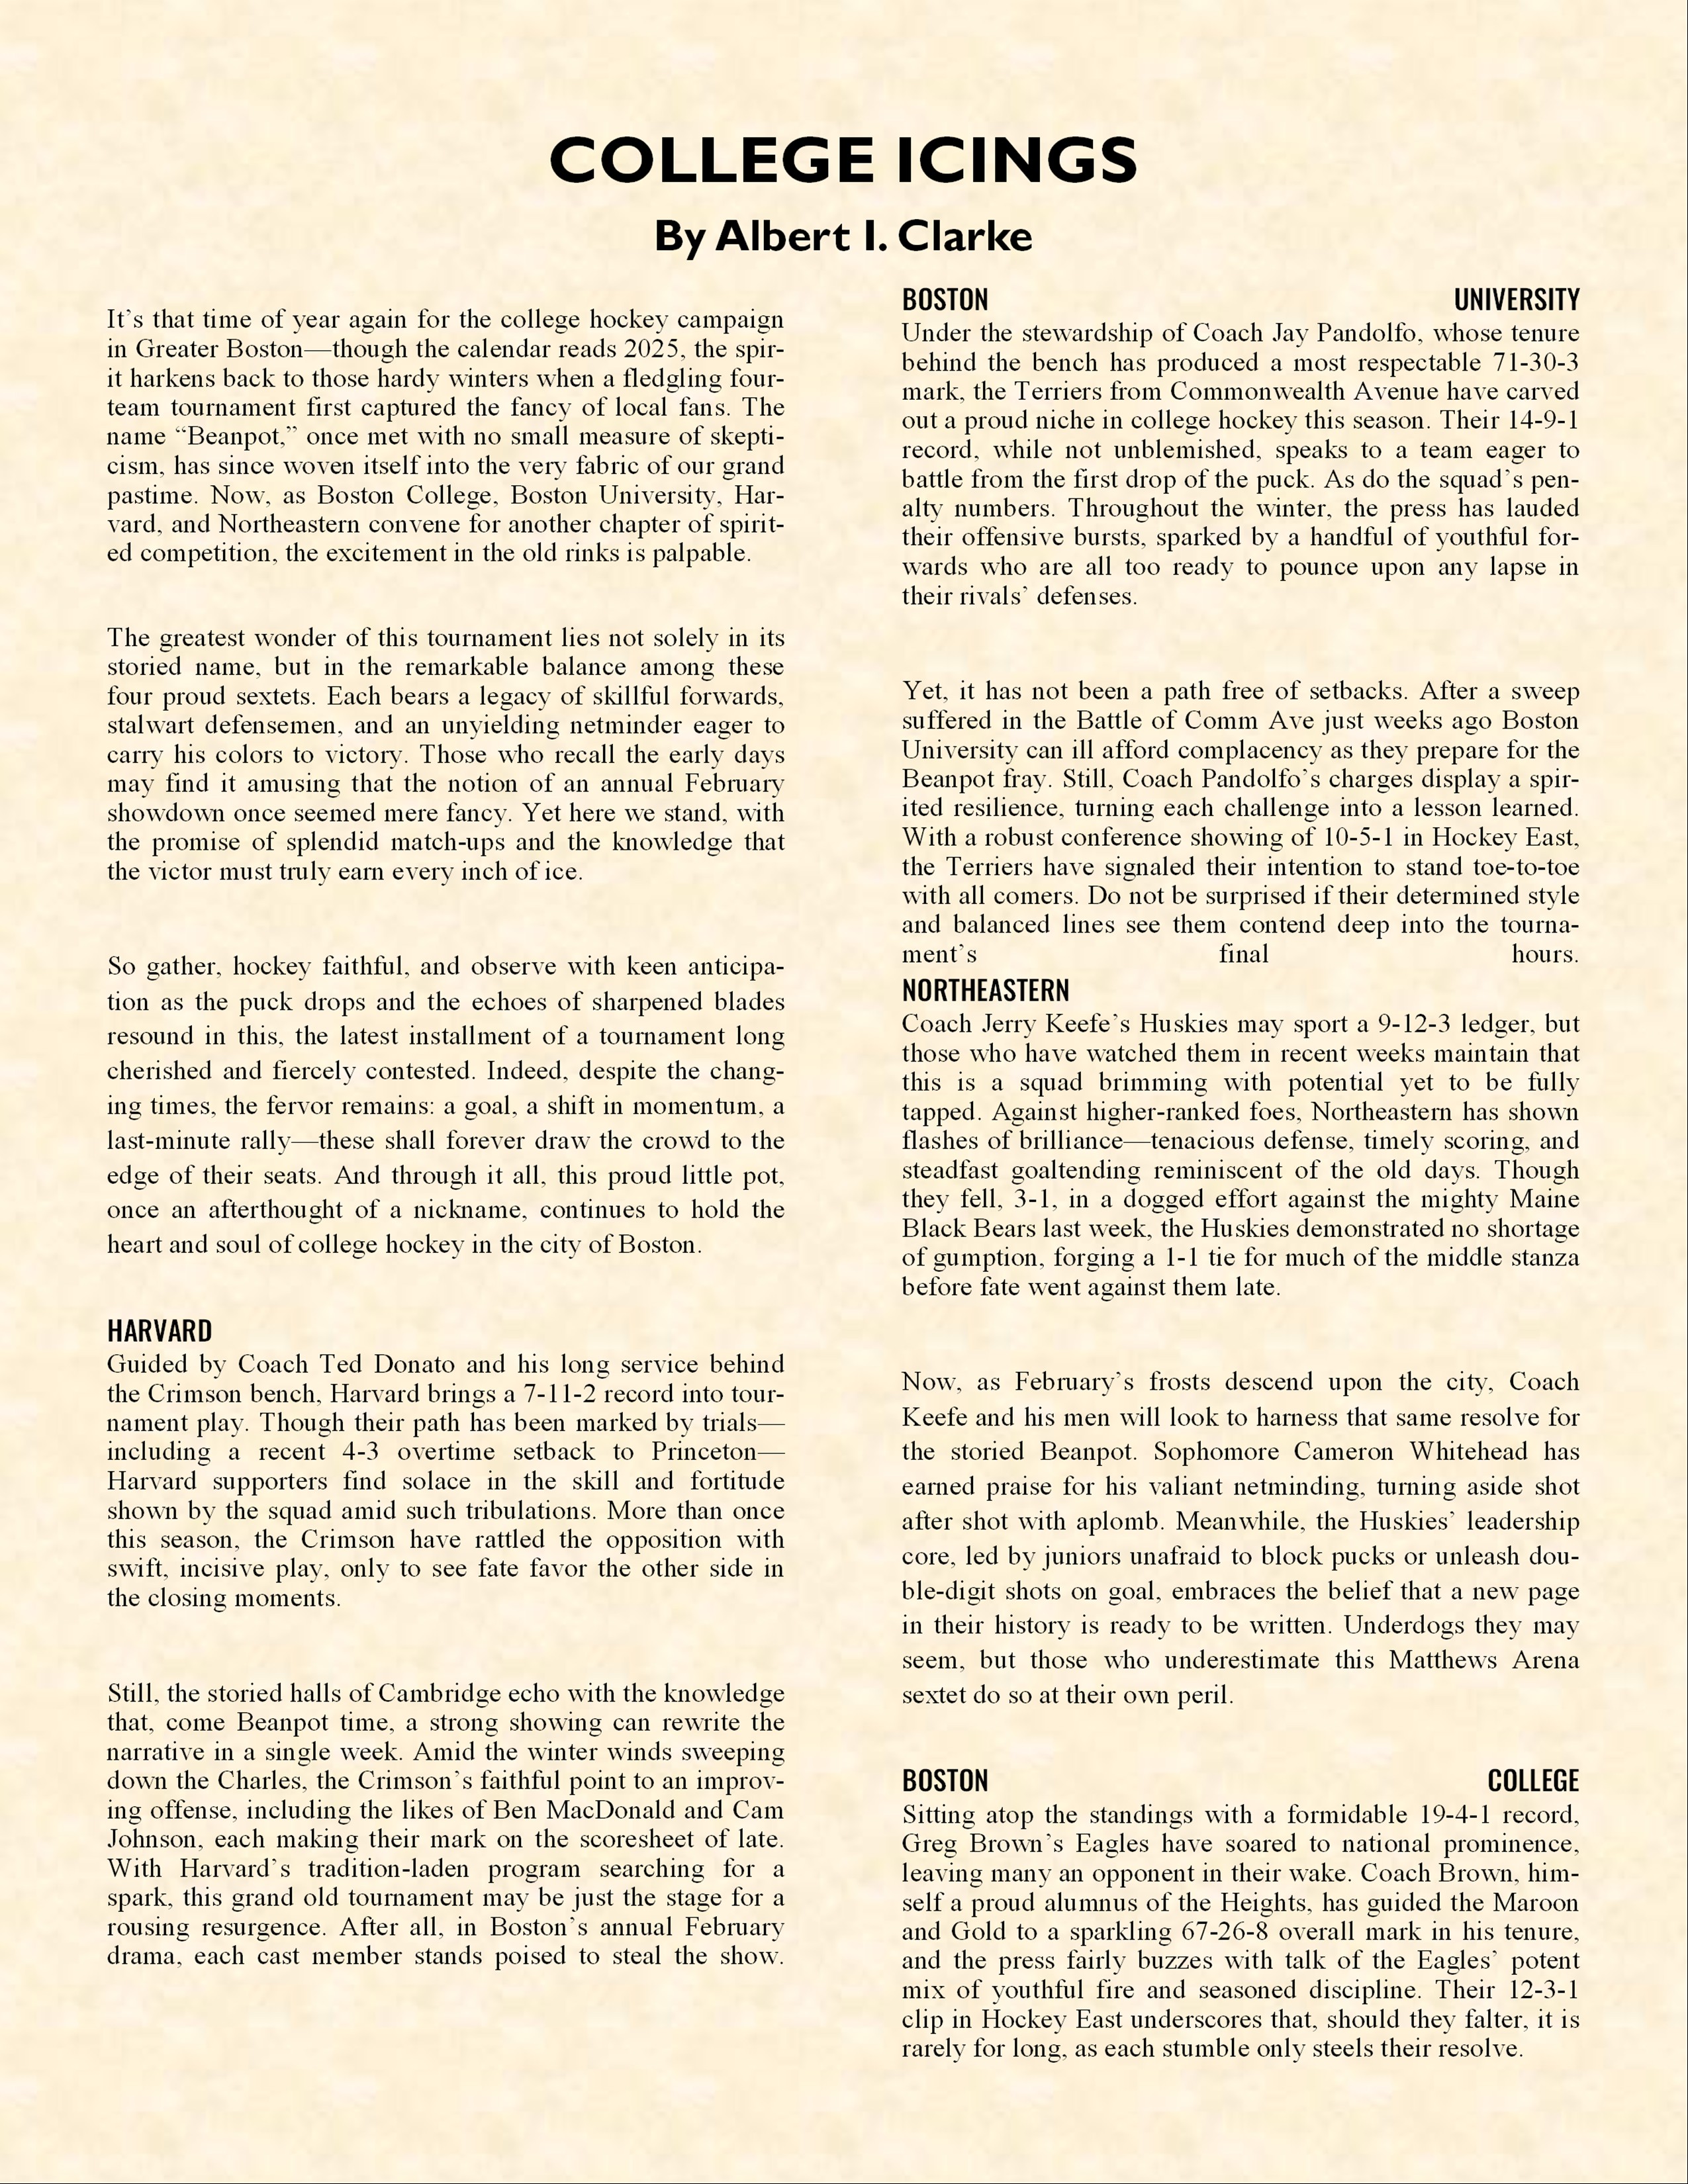 COLLEGE ICINGS
By Albert I. Clarke
It’s that time of year again for the college hockey campaign
in Greater Boston—though the calendar reads 2025, the spir-
it harkens back to those hardy winters when a fledgling four-
team tournament first captured the fancy of local fans. The
name “Beanpot,” once met with no small measure of skepti-
cism, has since woven itself into the very fabric of our grand
pastime. Now, as Boston College, Boston University, Har-
vard, and Northeastern convene for another chapter of spirit-
ed competition, the excitement in the old rinks is palpable.
The greatest wonder of this tournament lies not solely in its
storied name, but in the remarkable balance among these
four proud sextets. Each bears a legacy of skillful forwards,
stalwart defensemen, and an unyielding netminder eager to
carry his colors to victory. Those who recall the early days
may find it amusing that the notion of an annual February
showdown once seemed mere fancy. Yet here we stand, with
the promise of splendid match-ups and the knowledge that
the victor must truly earn every inch of ice.
So gather, hockey faithful, and observe with keen anticipa-
tion as the puck drops and the echoes of sharpened blades
resound in this, the latest installment of a tournament long
cherished and fiercely contested. Indeed, despite the chang-
ing times, the fervor remains: a goal, a shift in momentum, a
last-minute rally—these shall forever draw the crowd to the
edge of their seats. And through it all, this proud little pot,
once an afterthought of a nickname, continues to hold the
heart and soul of college hockey in the city of Boston.
HARVARD
Guided by Coach Ted Donato and his long service behind
the Crimson bench, Harvard brings a 7-11-2 record into tour-
nament play. Though their path has been marked by trials—
including a recent 4-3 overtime setback to Princeton—
Harvard supporters find solace in the skill and fortitude
shown by the squad amid such tribulations. More than once
this season, the Crimson have rattled the opposition with
swift, incisive play, only to see fate favor the other side in
the closing moments.
Still, the storied halls of Cambridge echo with the knowledge
that, come Beanpot time, a strong showing can rewrite the
narrative in a single week. Amid the winter winds sweeping
down the Charles, the Crimson’s faithful point to an improv-
ing offense, including the likes of Ben MacDonald and Cam
Johnson, each making their mark on the scoresheet of late.
With Harvard’s tradition-laden program searching for a
spark, this grand old tournament may be just the stage for a
rousing resurgence. After all, in Boston’s annual February
drama, each cast member stands poised to steal the show.
BOSTON UNIVERSITY
Under the stewardship of Coach Jay Pandolfo, whose tenure
behind the bench has produced a most respectable 71-30-3
mark, the Terriers from Commonwealth Avenue have carved
out a proud niche in college hockey this season. Their 14-9-1
record, while not unblemished, speaks to a team eager to
battle from the first drop of the puck. As do the squad’s pen-
alty numbers. Throughout the winter, the press has lauded
their offensive bursts, sparked by a handful of youthful for-
wards who are all too ready to pounce upon any lapse in
their rivals’ defenses.
Yet, it has not been a path free of setbacks. After a sweep
suffered in the Battle of Comm Ave just weeks ago Boston
University can ill afford complacency as they prepare for the
Beanpot fray. Still, Coach Pandolfo’s charges display a spir-
ited resilience, turning each challenge into a lesson learned.
With a robust conference showing of 10-5-1 in Hockey East,
the Terriers have signaled their intention to stand toe-to-toe
with all comers. Do not be surprised if their determined style
and balanced lines see them contend deep into the tourna-
ment’s final hours.
NORTHEASTERN
Coach Jerry Keefe’s Huskies may sport a 9-12-3 ledger, but
those who have watched them in recent weeks maintain that
this is a squad brimming with potential yet to be fully
tapped. Against higher-ranked foes, Northeastern has shown
flashes of brilliance—tenacious defense, timely scoring, and
steadfast goaltending reminiscent of the old days. Though
they fell, 3-1, in a dogged effort against the mighty Maine
Black Bears last week, the Huskies demonstrated no shortage
of gumption, forging a 1-1 tie for much of the middle stanza
before fate went against them late.
Now, as February’s frosts descend upon the city, Coach
Keefe and his men will look to harness that same resolve for
the storied Beanpot. Sophomore Cameron Whitehead has
earned praise for his valiant netminding, turning aside shot
after shot with aplomb. Meanwhile, the Huskies’ leadership
core, led by juniors unafraid to block pucks or unleash dou-
ble-digit shots on goal, embraces the belief that a new page
in their history is ready to be written. Underdogs they may
seem, but those who underestimate this Matthews Arena
sextet do so at their own peril.
BOSTON COLLEGE
Sitting atop the standings with a formidable 19-4-1 record,
Greg Brown’s Eagles have soared to national prominence,
leaving many an opponent in their wake. Coach Brown, him-
self a proud alumnus of the Heights, has guided the Maroon
and Gold to a sparkling 67-26-8 overall mark in his tenure,
and the press fairly buzzes with talk of the Eagles’ potent
mix of youthful fire and seasoned discipline. Their 12-3-1
clip in Hockey East underscores that, should they falter, it is
rarely for long, as each stumble only steels their resolve.